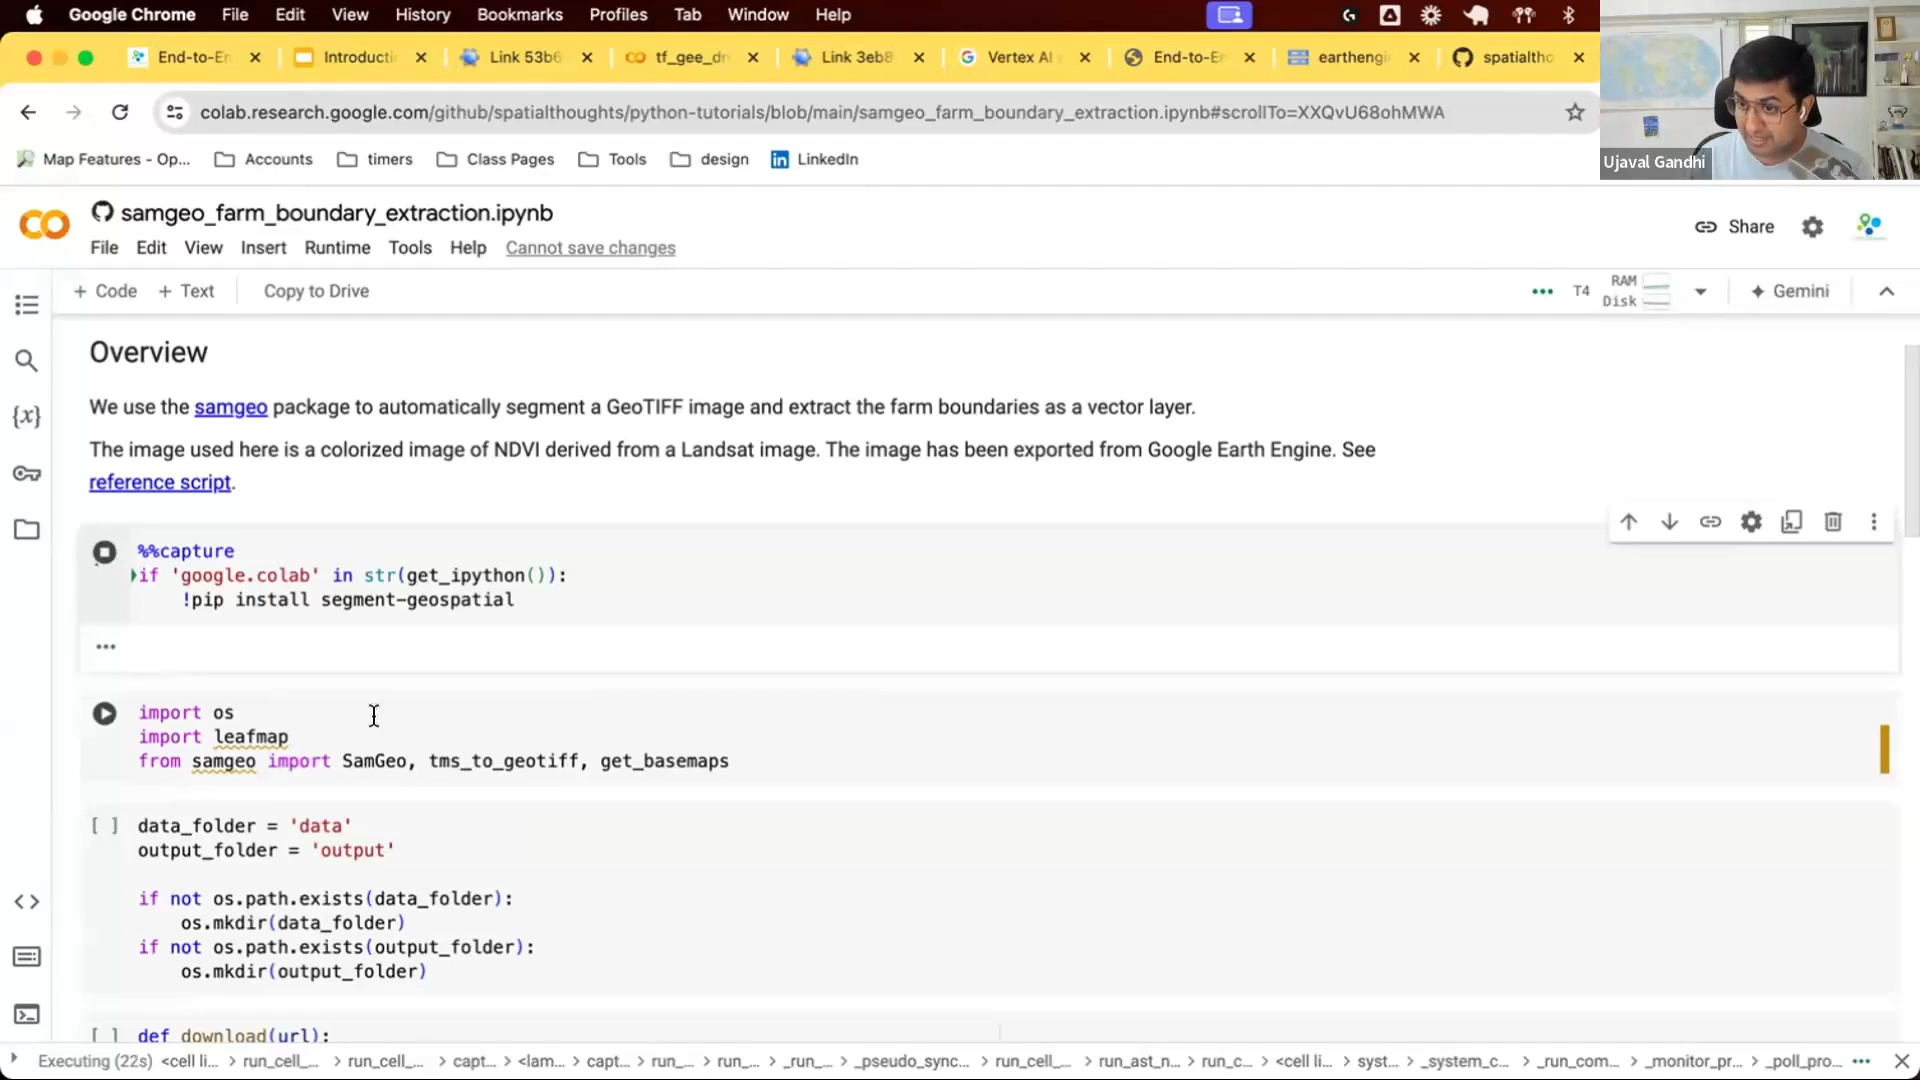 Google Chrome File Edit View History Bookmarks Profiles Tab Window Help
End-to-En Introducti Link 53b6 tf_gee_dr Link 3eb8 Vertex AI End-to-En earthengi spatialtho
colab.research.google.com/github/spatialthoughts/python-tutorials/blob/main/samgeo_farm_boundary_extraction.ipynb#scrollTo=XXQvU68ohMWA
Map Features - Op... Accounts timers Class Pages Tools design LinkedIn
Ujaval Gandhi
samgeo_farm_boundary_extraction.ipynb
File Edit View Insert Runtime Tools Help Cannot save changes
Share
+ Code + Text Copy to Drive
T4 RAM Disk Gemini
Overview
We use the samgeo package to automatically segment a GeoTIFF image and extract the farm boundaries as a vector layer.
The image used here is a colorized image of NDVI derived from a Landsat image. The image has been exported from Google Earth Engine. See
reference script.
%%capture
if 'google.colab' in str(get_ipython()):
!pip install segment-geospatial
import os
import leafmap
from samgeo import SamGeo, tms_to_geotiff, get_basemaps
[ ] data_folder = 'data'
output_folder = 'output'
if not os.path.exists(data_folder):
os.mkdir(data_folder)
if not os.path.exists(output_folder):
os.mkdir(output_folder)
[ ] def download(url):
Executing (22s) <cell li... > run_cell_... > run_cell_... > capt... > <lam... > capt... > run_... > run_... > _run_... > _pseudo_sync... > run_cell_... > run_ast_n... > run_c... > <cell li... > syst... > _system_c... > _run_com... > _monitor_pr... > _poll_pro...